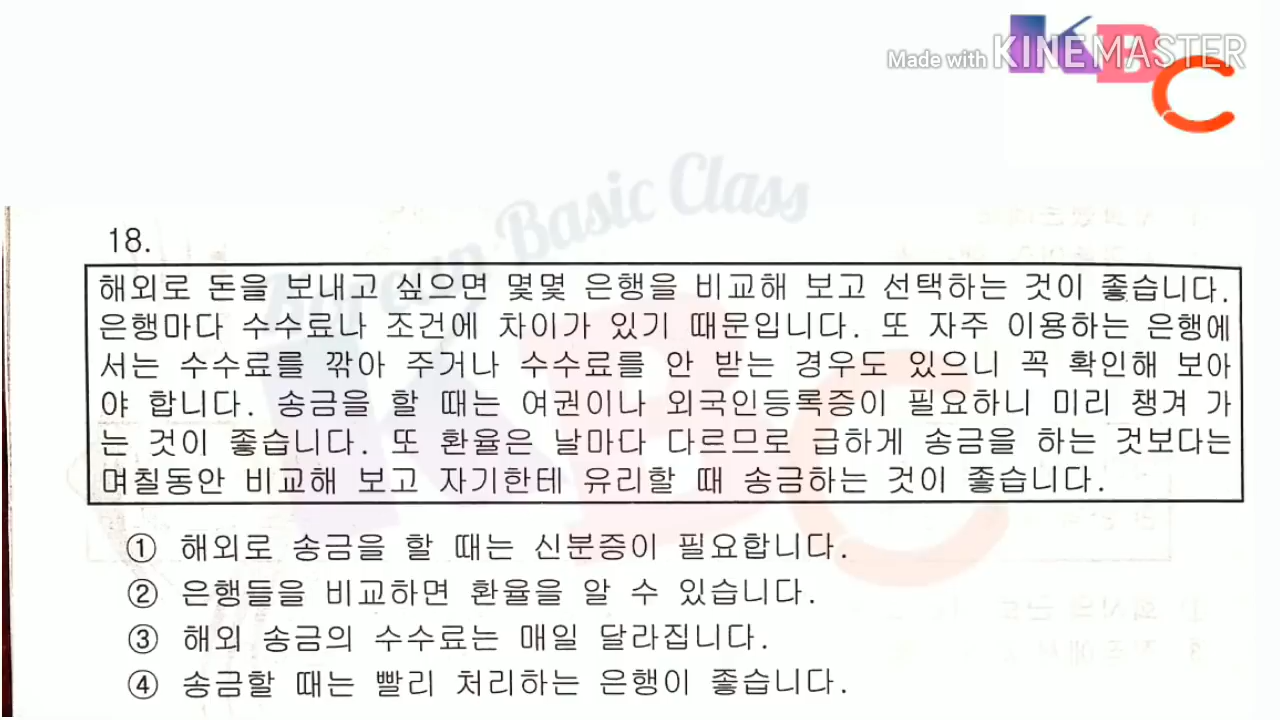 Made with KINEMASTER
KBC
Korean Basic Class
KBC
18.
해외로 돈을 보내고 싶으면 몇몇 은행을 비교해 보고 선택하는 것이 좋습니다.
은행마다 수수료나 조건에 차이가 있기 때문입니다. 또 자주 이용하는 은행에
서는 수수료를 깎아 주거나 수수료를 안 받는 경우도 있으니 꼭 확인해 보아
야 합니다. 송금을 할 때는 여권이나 외국인등록증이 필요하니 미리 챙겨 가
는 것이 좋습니다. 또 환율은 날마다 다르므로 급하게 송금을 하는 것보다는
며칠동안 비교해 보고 자기한테 유리할 때 송금하는 것이 좋습니다.
① 해외로 송금을 할 때는 신분증이 필요합니다.
② 은행들을 비교하면 환율을 알 수 있습니다.
③ 해외 송금의 수수료는 매일 달라집니다.
④ 송금할 때는 빨리 처리하는 은행이 좋습니다.